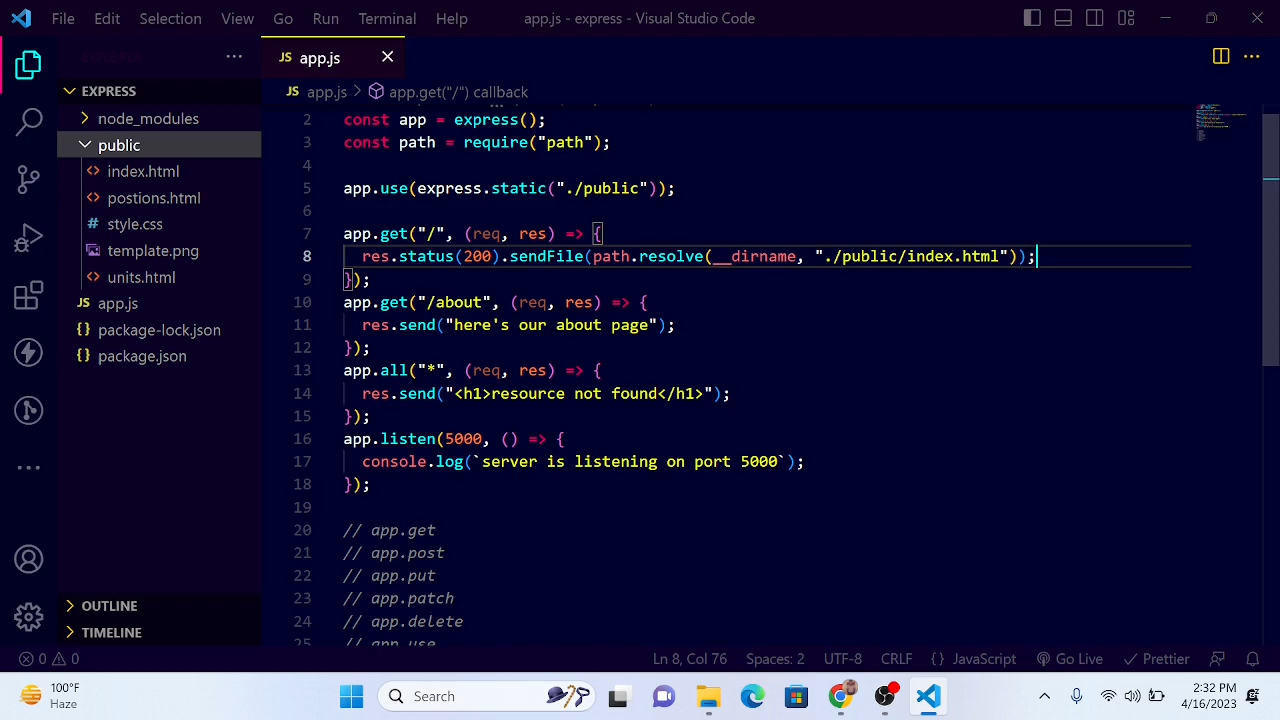 File Edit Selection View Go Run Terminal Help app.js - express - Visual Studio Code
JS app.js
EXPRESS
JS app.js > app.get("/") callback
node_modules
public
index.html
postions.html
style.css
template.png
units.html
JS app.js
package-lock.json
package.json
OUTLINE
TIMELINE
2 const app = express();
3 const path = require("path");
4
5 app.use(express.static("./public"));
6
7 app.get("/", (req, res) => {
8 res.status(200).sendFile(path.resolve(__dirname, "./public/index.html"));
9 });
10 app.get("/about", (req, res) => {
11 res.send("here's our about page");
12 });
13 app.all("*", (req, res) => {
14 res.send("<h1>resource not found</h1>");
15 });
16 app.listen(5000, () => {
17 console.log(`server is listening on port 5000`);
18 });
19
20 // app.get
21 // app.post
22 // app.put
23 // app.patch
24 // app.delete
25 // app.use
0 0 Ln 8, Col 76 Spaces: 2 UTF-8 CRLF {} JavaScript Go Live Prettier
100°F
Haze
Search
2:32 PM
4/16/2023